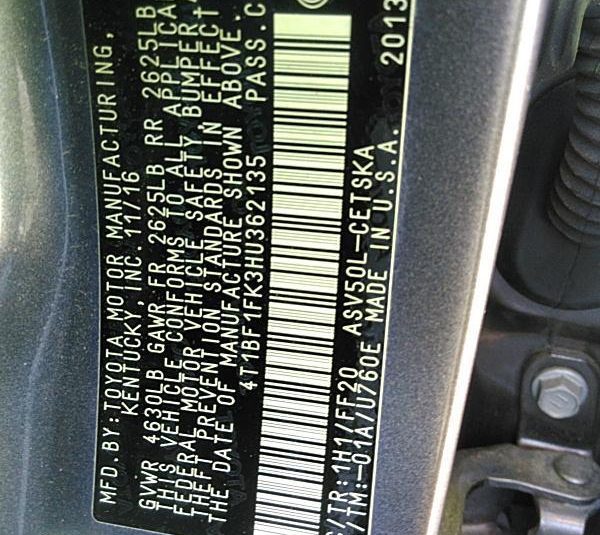 MFD. BY: TOYOTA MOTOR MANUFACTURING,
KENTUCKY, INC. 11/16
GVWR 4630LB GAWR FR 2625LB RR 2625LB
THIS VEHICLE CONFORMS TO ALL APPLICA
FEDERAL MOTOR VEHICLE SAFETY, BUMPER,
THEFT PREVENTION STANDARDS IN EFFECT
THE DATE OF MANUFACTURE SHOWN ABOVE.
4T1BF1FK3HU362135 PASS.C
C/TR: 1H1/FF20 ASV50L-CETSKA
/TM: -01A/U760E MADE IN U.S.A. 2013